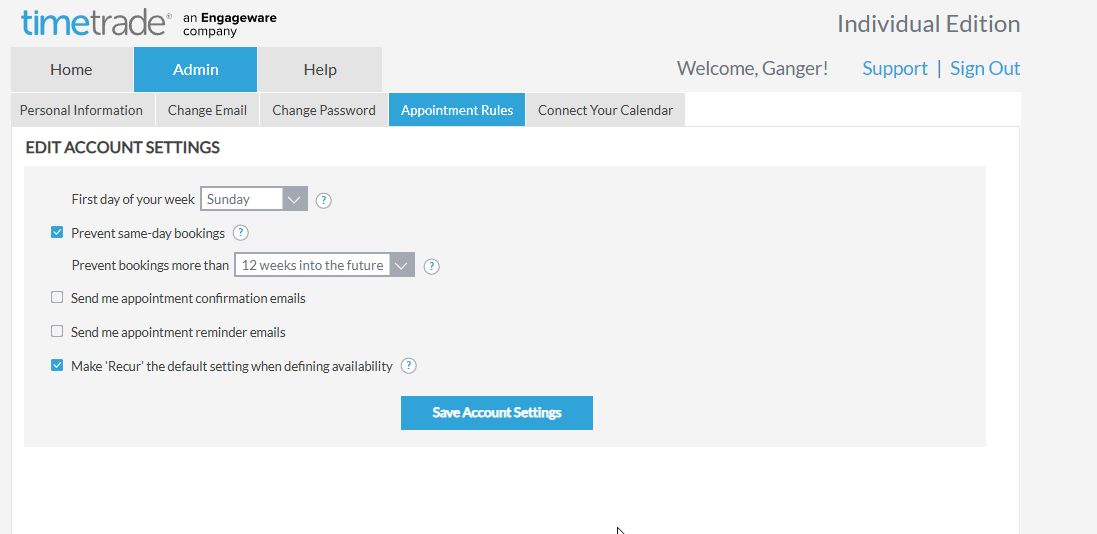 timetrade® an Engageware company
Individual Edition
Home Admin Help
Welcome, Ganger! Support | Sign Out
Personal Information Change Email Change Password Appointment Rules Connect Your Calendar
EDIT ACCOUNT SETTINGS
First day of your week Sunday ?
Prevent same-day bookings ?
Prevent bookings more than 12 weeks into the future ?
Send me appointment confirmation emails
Send me appointment reminder emails
Make 'Recur' the default setting when defining availability ?
Save Account Settings